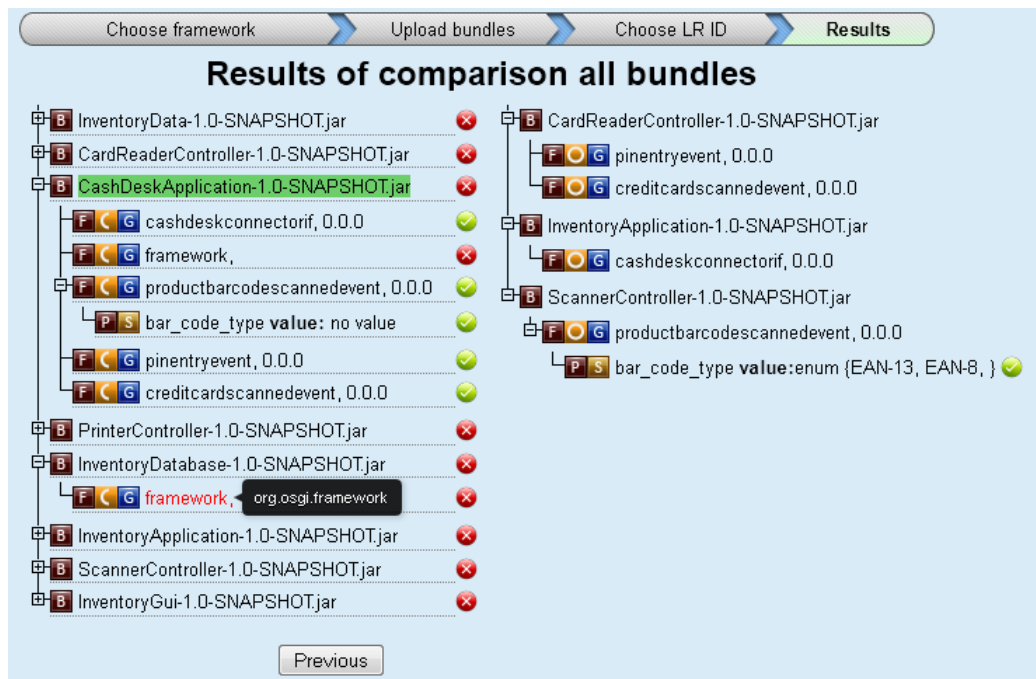 Choose framework
Upload bundles
Choose LR ID
Results
Results of comparison all bundles
B InventoryData-1.0-SNAPSHOT.jar
B CardReaderController-1.0-SNAPSHOT.jar
B CashDeskApplication-1.0-SNAPSHOT.jar
F G cashdeskconnectorif, 0.0.0
F G framework,
F G productbarcodescannedevent, 0.0.0
P S bar_code_type value: no value
F G pinentryevent, 0.0.0
F G creditcardscannedevent, 0.0.0
B PrinterController-1.0-SNAPSHOT.jar
B InventoryDatabase-1.0-SNAPSHOT.jar
F G framework, org.osgi.framework
B InventoryApplication-1.0-SNAPSHOT.jar
B ScannerController-1.0-SNAPSHOT.jar
B InventoryGui-1.0-SNAPSHOT.jar
B CardReaderController-1.0-SNAPSHOT.jar
F G pinentryevent, 0.0.0
F G creditcardscannedevent, 0.0.0
B InventoryApplication-1.0-SNAPSHOT.jar
F G cashdeskconnectorif, 0.0.0
B ScannerController-1.0-SNAPSHOT.jar
F G productbarcodescannedevent, 0.0.0
P S bar_code_type value:enum {EAN-13, EAN-8, }
Previous